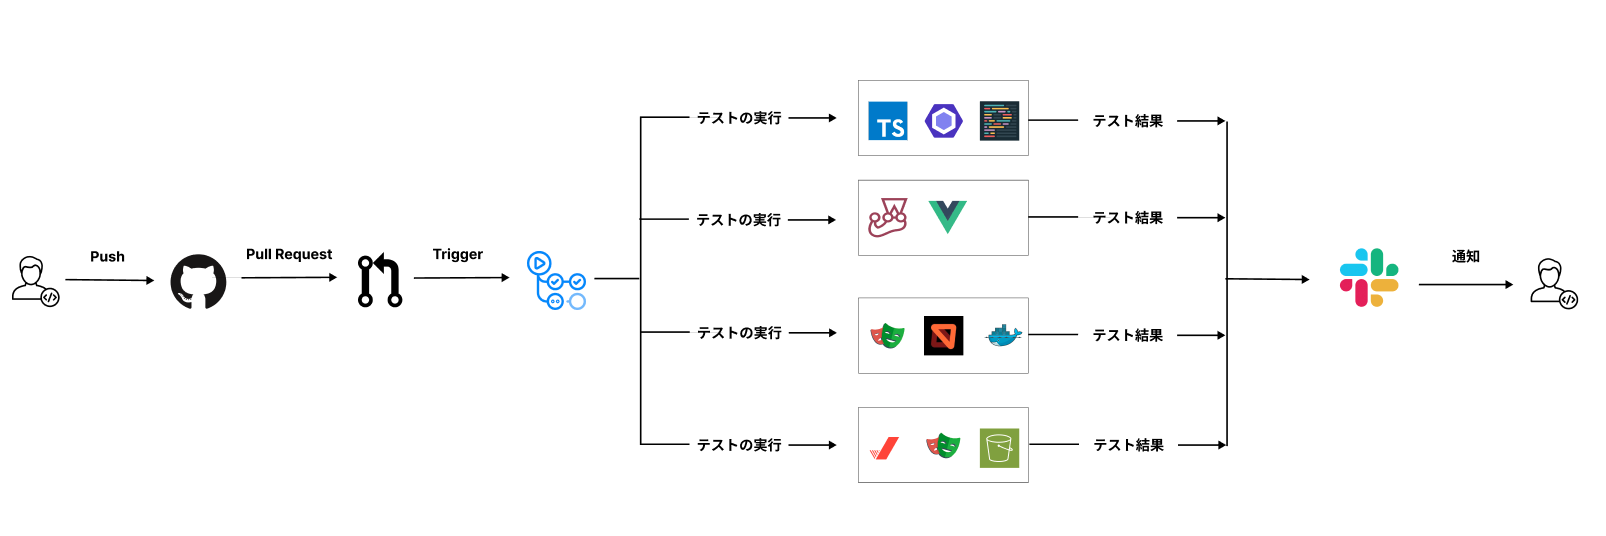 Push
Pull Request
Trigger
テストの実行
TS
テスト結果
テストの実行
テスト結果
テストの実行
テスト結果
テストの実行
テスト結果
通知